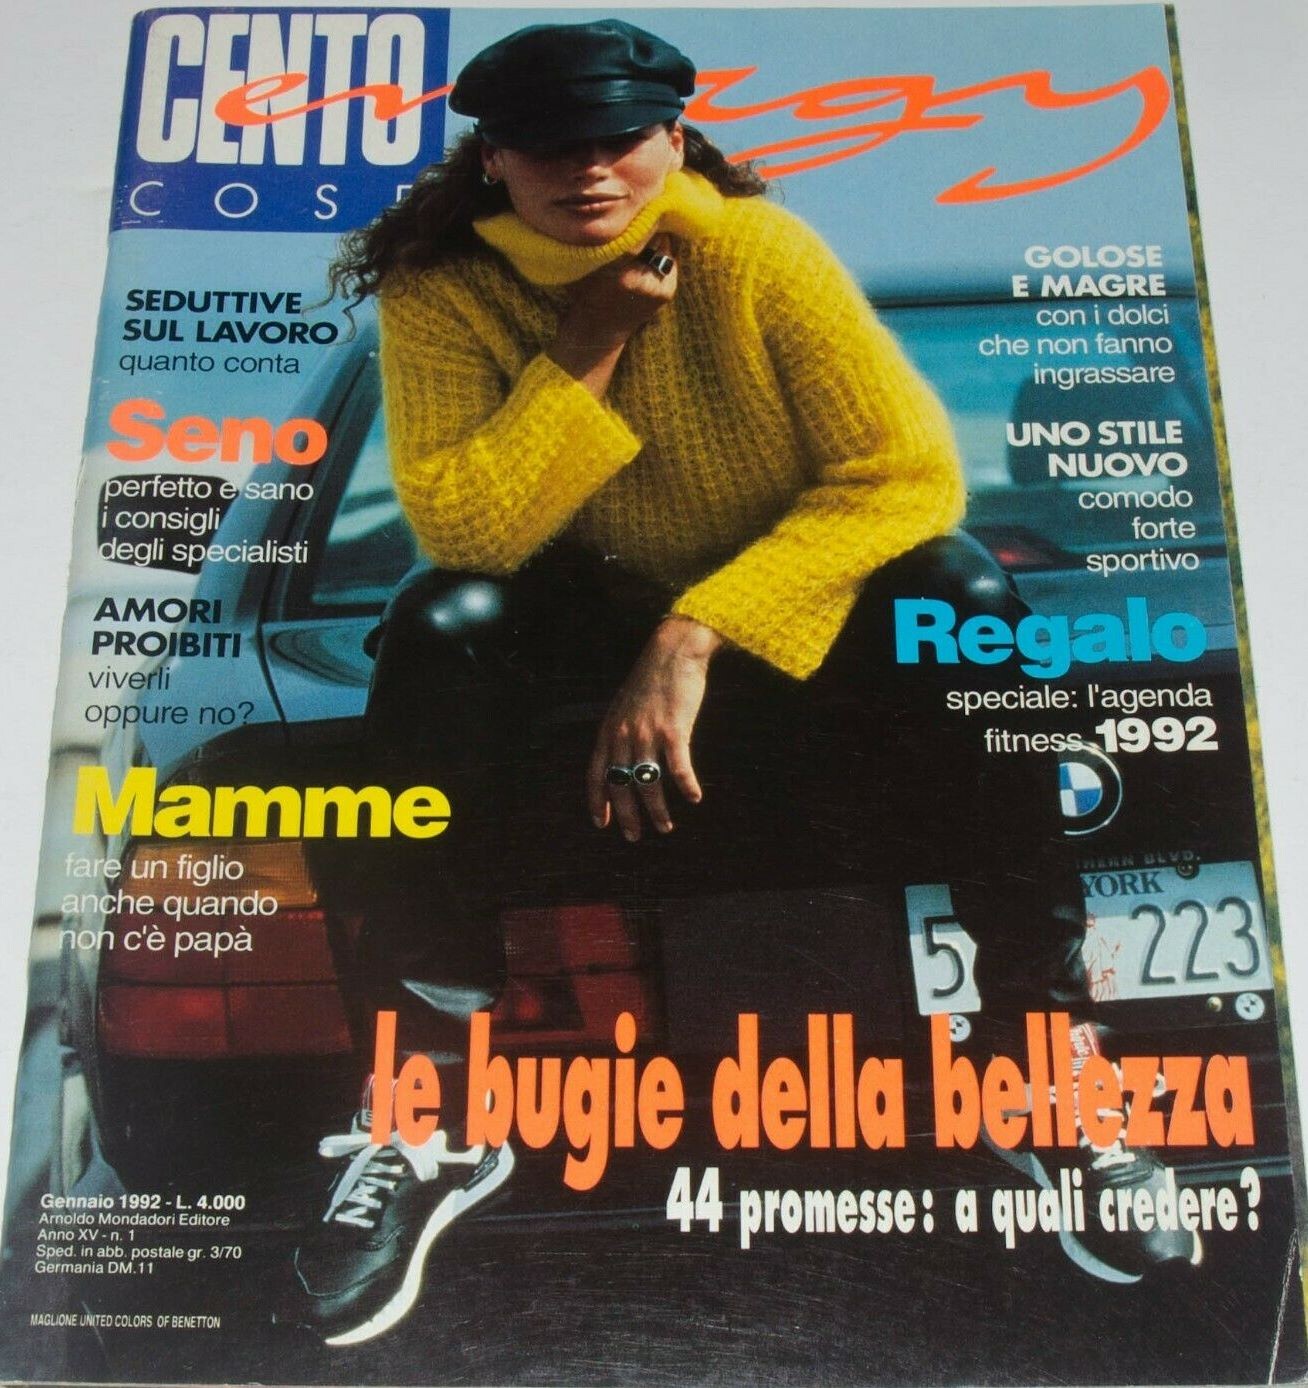 CENTO
energy
COSE
SEDUTTIVE
SUL LAVORO
quanto conta
Seno
perfetto e sano
i consigli
degli specialisti
AMORI
PROIBITI
viverli
oppure no?
Mamme
fare un figlio
anche quando
non c'è papà
GOLOSE
E MAGRE
con i dolci
che non fanno
ingrassare
UNO STILE
NUOVO
comodo
forte
sportivo
Regalo
speciale: l'agenda
fitness 1992
THERN BLVD.
YORK
5 223
le bugie della bellezza
44 promesse: a quali credere?
Gennaio 1992 - L. 4.000
Arnoldo Mondadori Editore
Anno XV - n. 1
Sped. in abb. postale gr. 3/70
Germania DM.11
MAGLIONE UNITED COLORS OF BENETTON